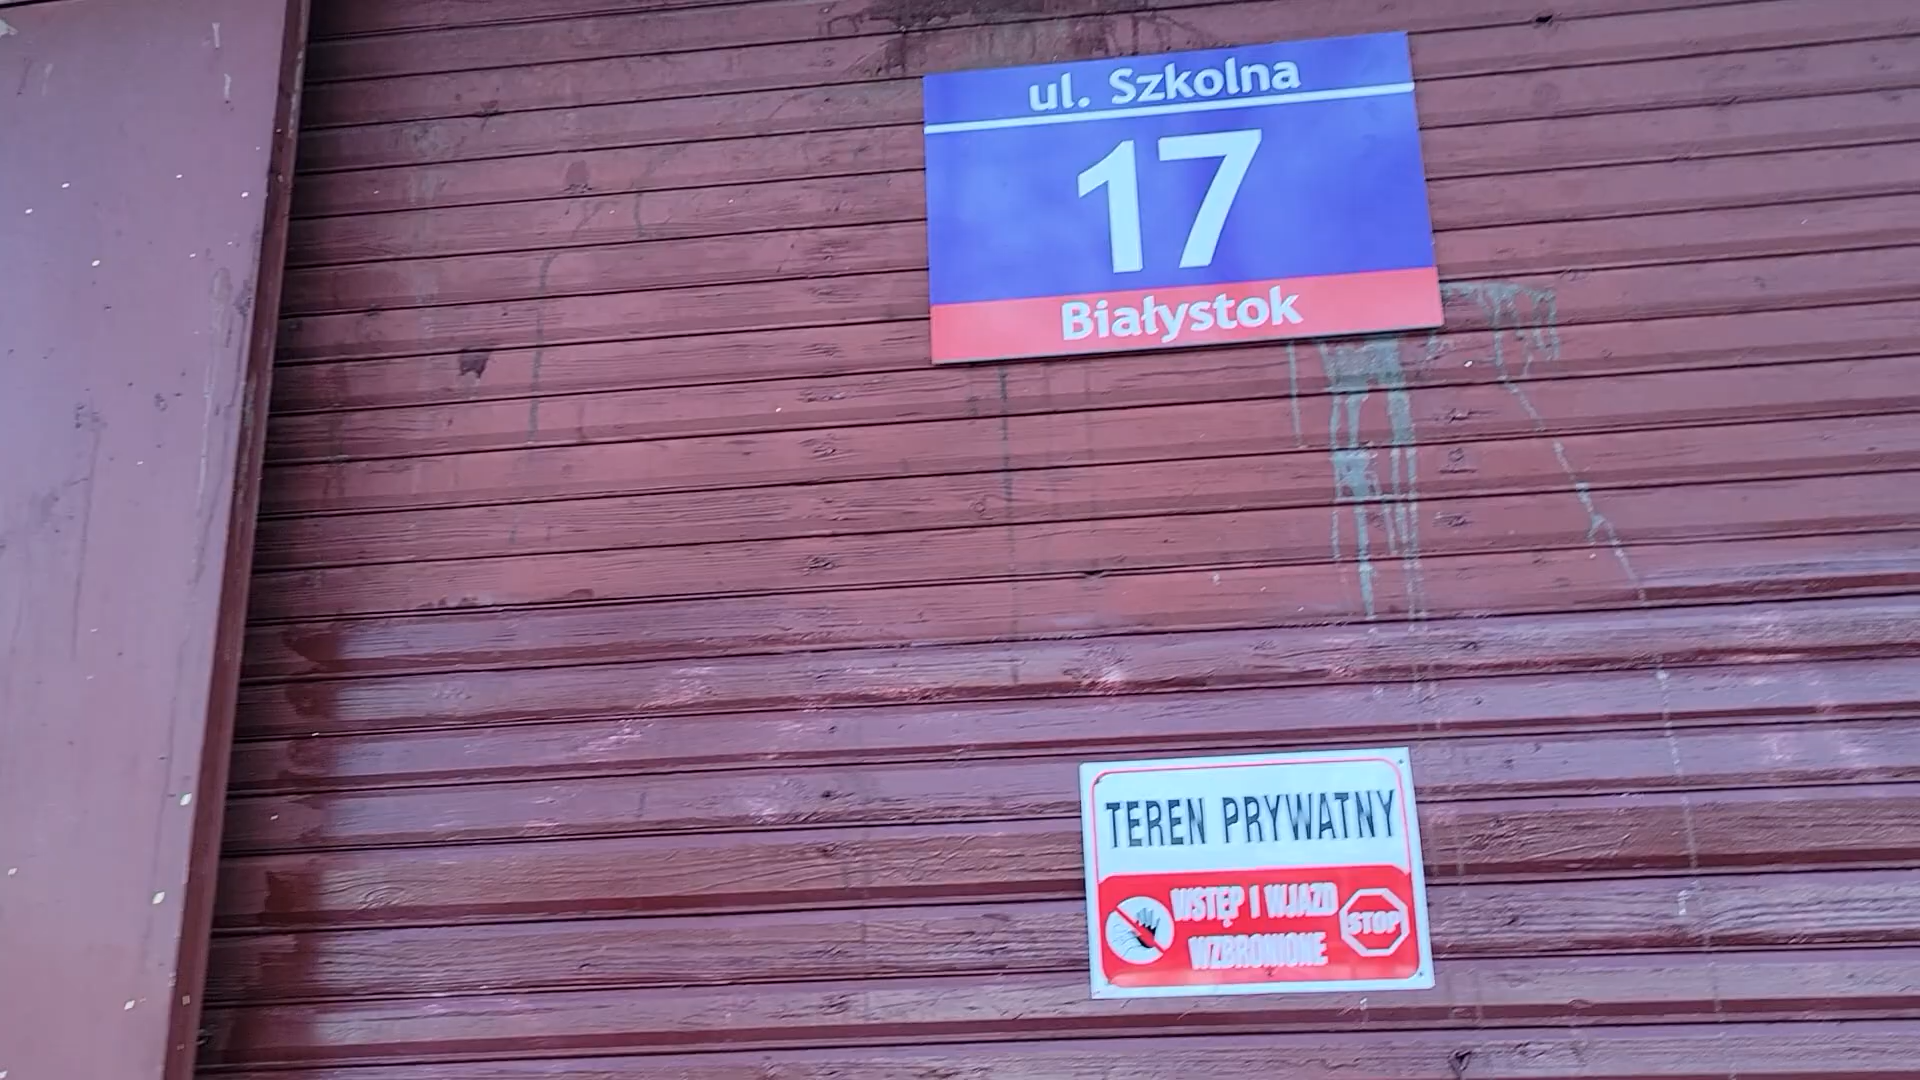 ul. Szkolna
17
Białystok
TEREN PRYWATNY
WSTĘP I WJAZD
WZBRONIONE
STOP